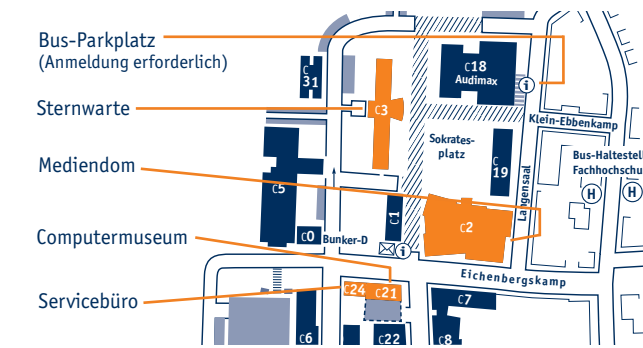 Bus-Parkplatz
(Anmeldung erforderlich)
Sternwarte
Mediendom
Computermuseum
Servicebüro
C
31
C3
C18
Audimax
i
Klein-Ebbenkamp
Sokrates-
platz
C
19
Bus-Haltestell
Fachhochschu
H
H
C5
Langensaal
C1
C2
C0
Bunker-D
i
Eichenbergskamp
C24
C21
C7
C6
C22
C8